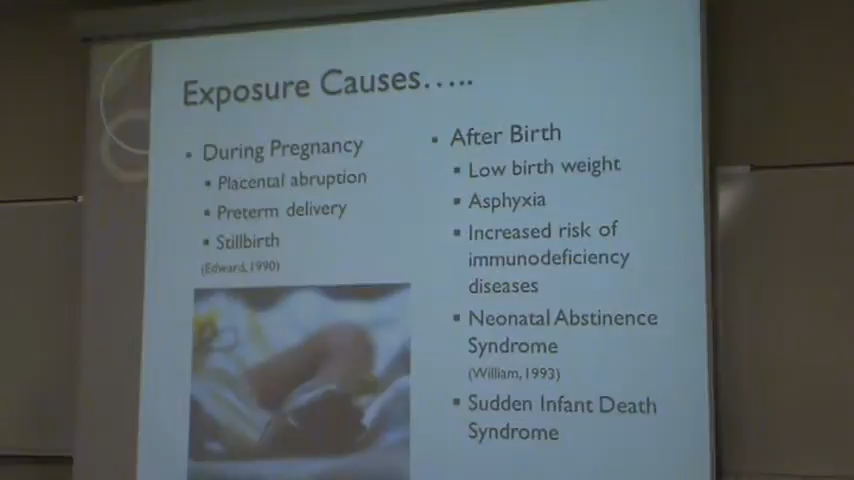 Exposure Causes.....
During Pregnancy
Placental abruption
Preterm delivery
Stillbirth
(Edward, 1990)
After Birth
Low birth weight
Asphyxia
Increased risk of
immunodeficiency
diseases
Neonatal Abstinence
Syndrome
(William, 1993)
Sudden Infant Death
Syndrome